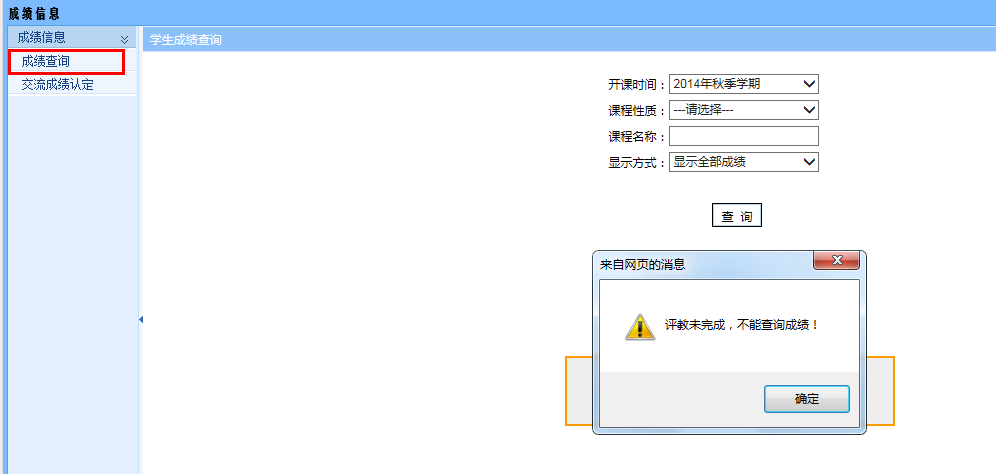 成绩信息
成绩信息
成绩查询
交流成绩认定
学生成绩查询
开课时间：2014年秋季学期
课程性质：---请选择---
课程名称：
显示方式：显示全部成绩
查 询
来自网页的消息
评教未完成，不能查询成绩！
确定